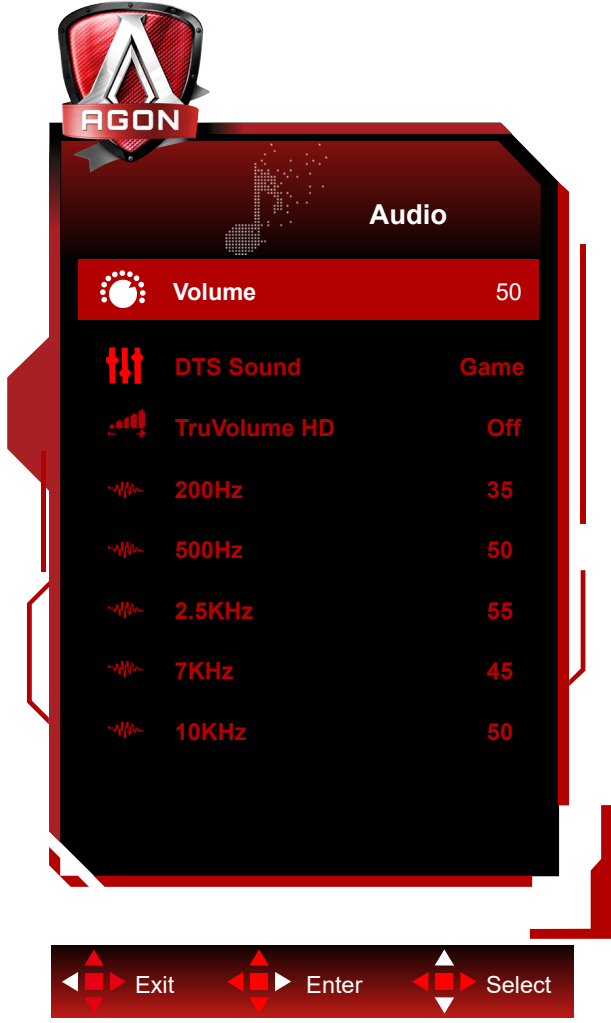 AGON
Audio
Volume 50
DTS Sound Game
TruVolume HD Off
200Hz 35
500Hz 50
2.5KHz 55
7KHz 45
10KHz 50
Exit Enter Select